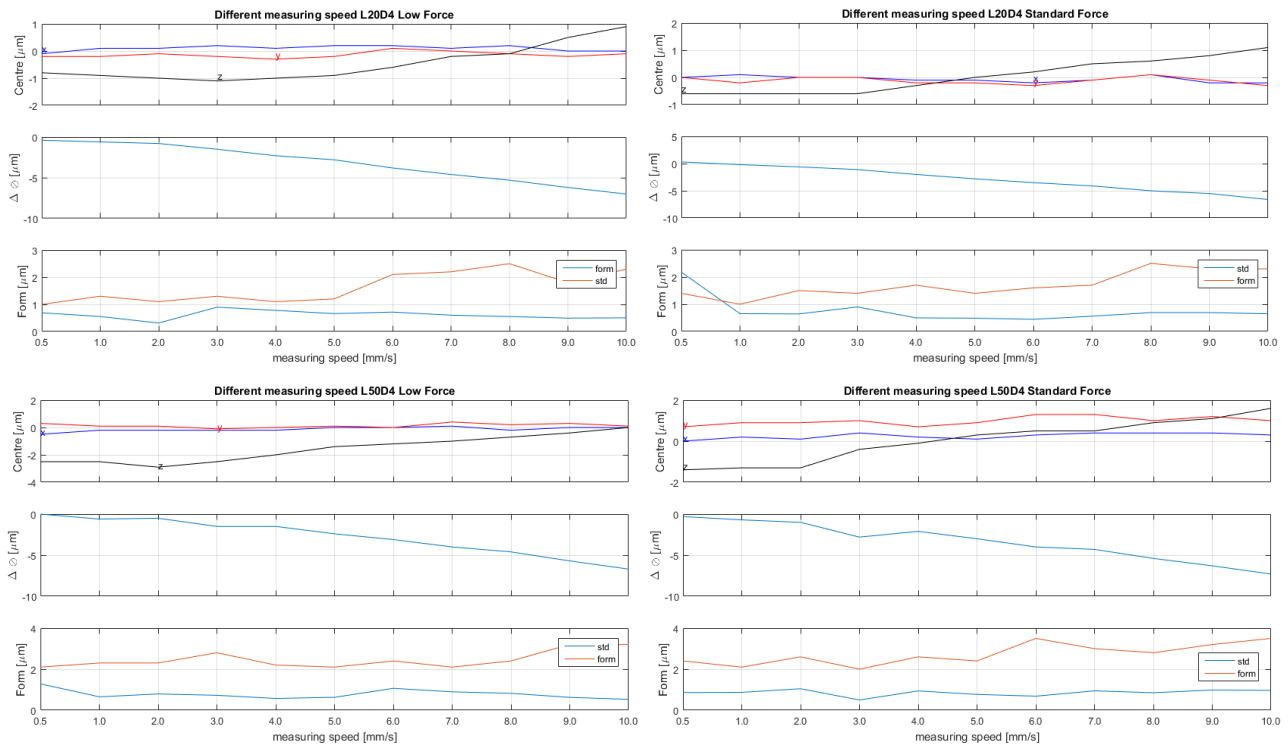 Different measuring speed L20D4 Low Force
Centre [μm]
1
0
-1
-2
x
y
z
Δ ∅ [μm]
0
-5
-10
Form [μm]
3
2
1
0
form
std
0.5 1.0 2.0 3.0 4.0 5.0 6.0 7.0 8.0 9.0 10.0
measuring speed [mm/s]
Different measuring speed L20D4 Standard Force
Centre [μm]
2
1
0
-1
z
x
y
Δ ∅ [μm]
5
0
-5
-10
Form [μm]
3
2
1
0
std
form
0.5 1.0 2.0 3.0 4.0 5.0 6.0 7.0 8.0 9.0 10.0
measuring speed [mm/s]
Different measuring speed L50D4 Low Force
Centre [μm]
2
0
-2
-4
x
y
z
Δ ∅ [μm]
0
-5
-10
Form [μm]
4
2
0
std
form
0.5 1.0 2.0 3.0 4.0 5.0 6.0 7.0 8.0 9.0 10.0
measuring speed [mm/s]
Different measuring speed L50D4 Standard Force
Centre [μm]
2
0
-2
y
x
z
Δ ∅ [μm]
0
-5
-10
Form [μm]
4
2
0
std
form
0.5 1.0 2.0 3.0 4.0 5.0 6.0 7.0 8.0 9.0 10.0
measuring speed [mm/s]